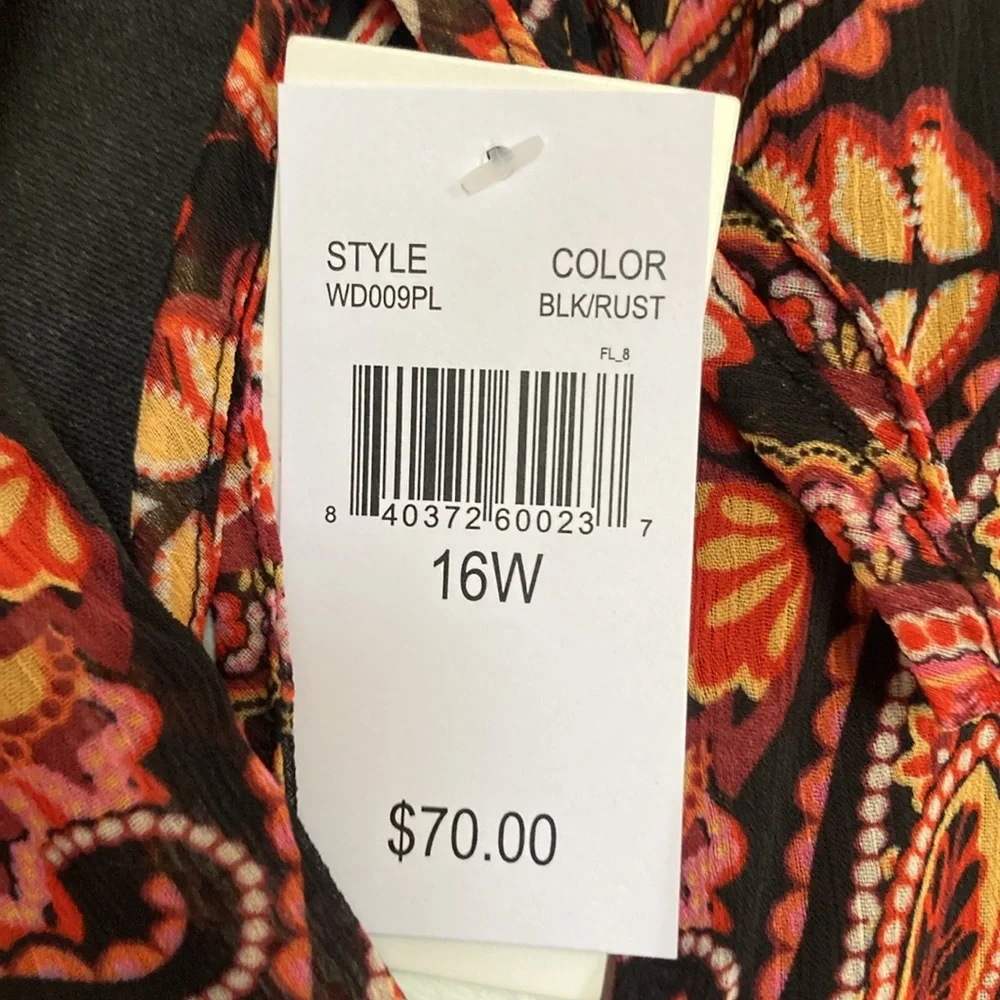 STYLE COLOR
WD009PL BLK/RUST
FL_8
8 40372 60023 7
16W
$70.00